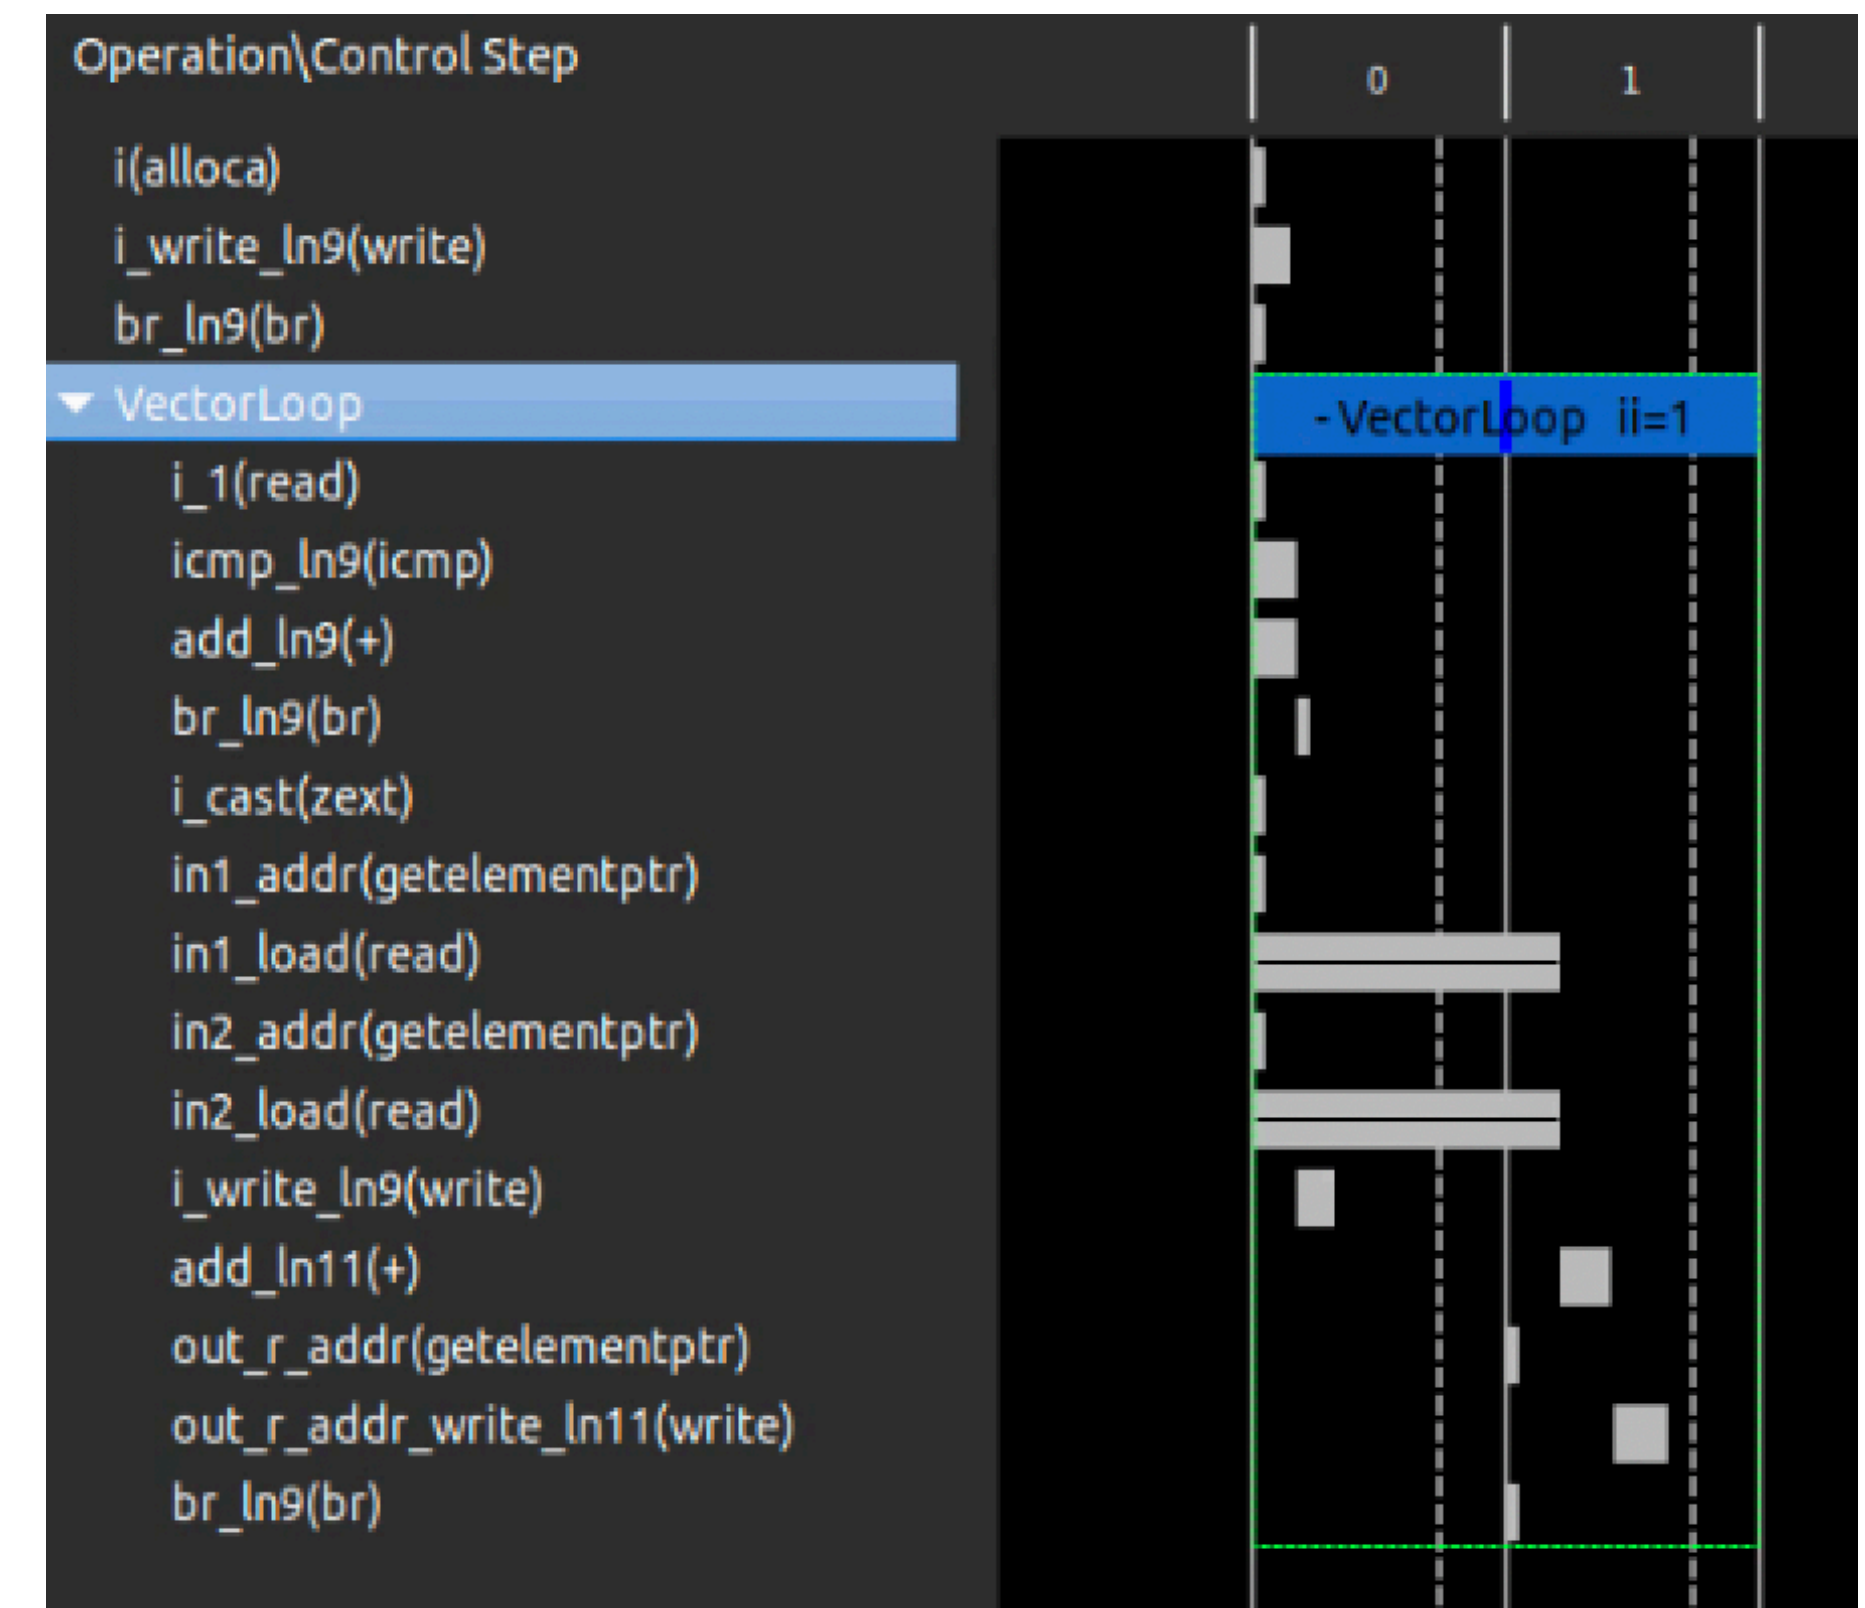 Operation\Control Step
0 1
i(alloca)
i_write_ln9(write)
br_ln9(br)
VectorLoop
- VectorLoop ii=1
i_1(read)
icmp_ln9(icmp)
add_ln9(+)
br_ln9(br)
i_cast(zext)
in1_addr(getelementptr)
in1_load(read)
in2_addr(getelementptr)
in2_load(read)
i_write_ln9(write)
add_ln11(+)
out_r_addr(getelementptr)
out_r_addr_write_ln11(write)
br_ln9(br)